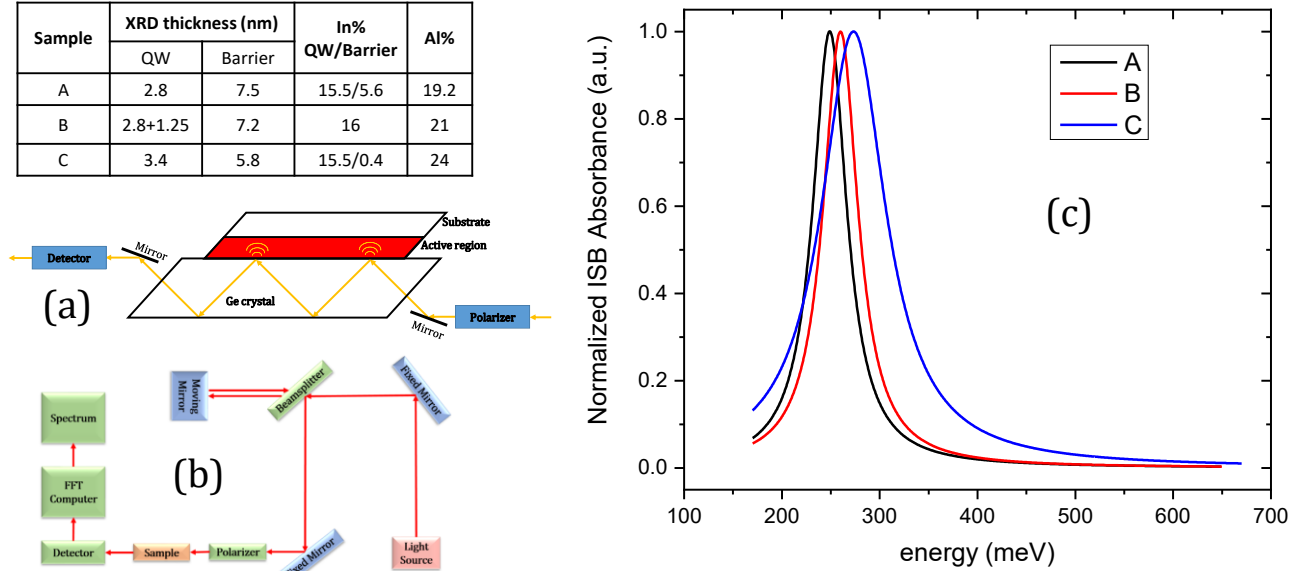 Sample XRD thickness (nm) In% QW/Barrier Al%
QW Barrier
A 2.8 7.5 15.5/5.6 19.2
B 2.8+1.25 7.2 16 21
C 3.4 5.8 15.5/0.4 24
Substrate
Active region
Mirror
Detector
(a)
Ge crystal
Mirror
Polarizer
Moving
Mirror
Beamsplitter
Fixed Mirror
Spectrum
(b)
FFT
Computer
Detector
Sample
Polarizer
Fixed Mirror
Light
Source
Normalized ISB Absorbance (a.u.)
1.0
0.8
0.6
0.4
0.2
0.0
A
B
C
(c)
100 200 300 400 500 600 700
energy (meV)